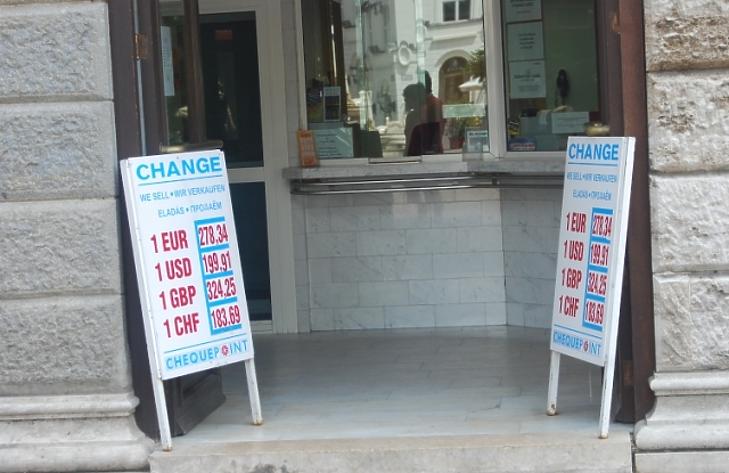 CHANGE
WE SELL • WIR VERKAUFEN
ELADÁS • ПРОДАЁМ
1 EUR 278.34
1 USD 199.91
1 GBP 324.25
1 CHF 183.69
CHEQUEPOINT
CHANGE
WE SELL • WIR VERKAUFEN
ELADÁS • ПРОДАЁМ
1 EUR 278.34
1 USD 199.91
1 GBP 324.25
1 CHF 183.69
CHEQUEPOINT